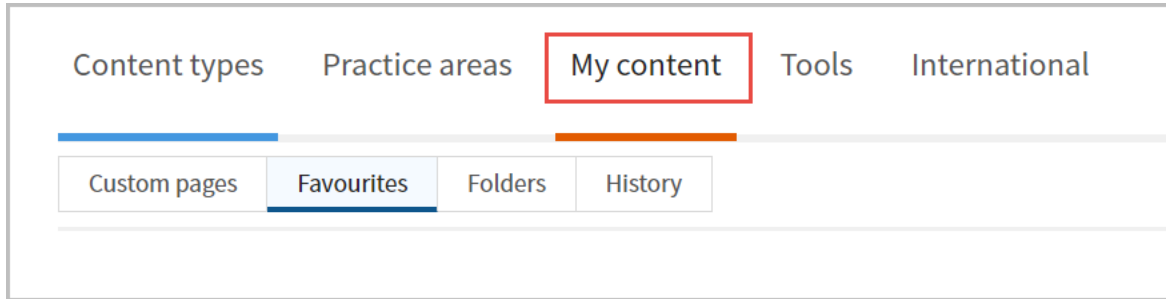 Content types Practice areas My content Tools International
Custom pages Favourites Folders History